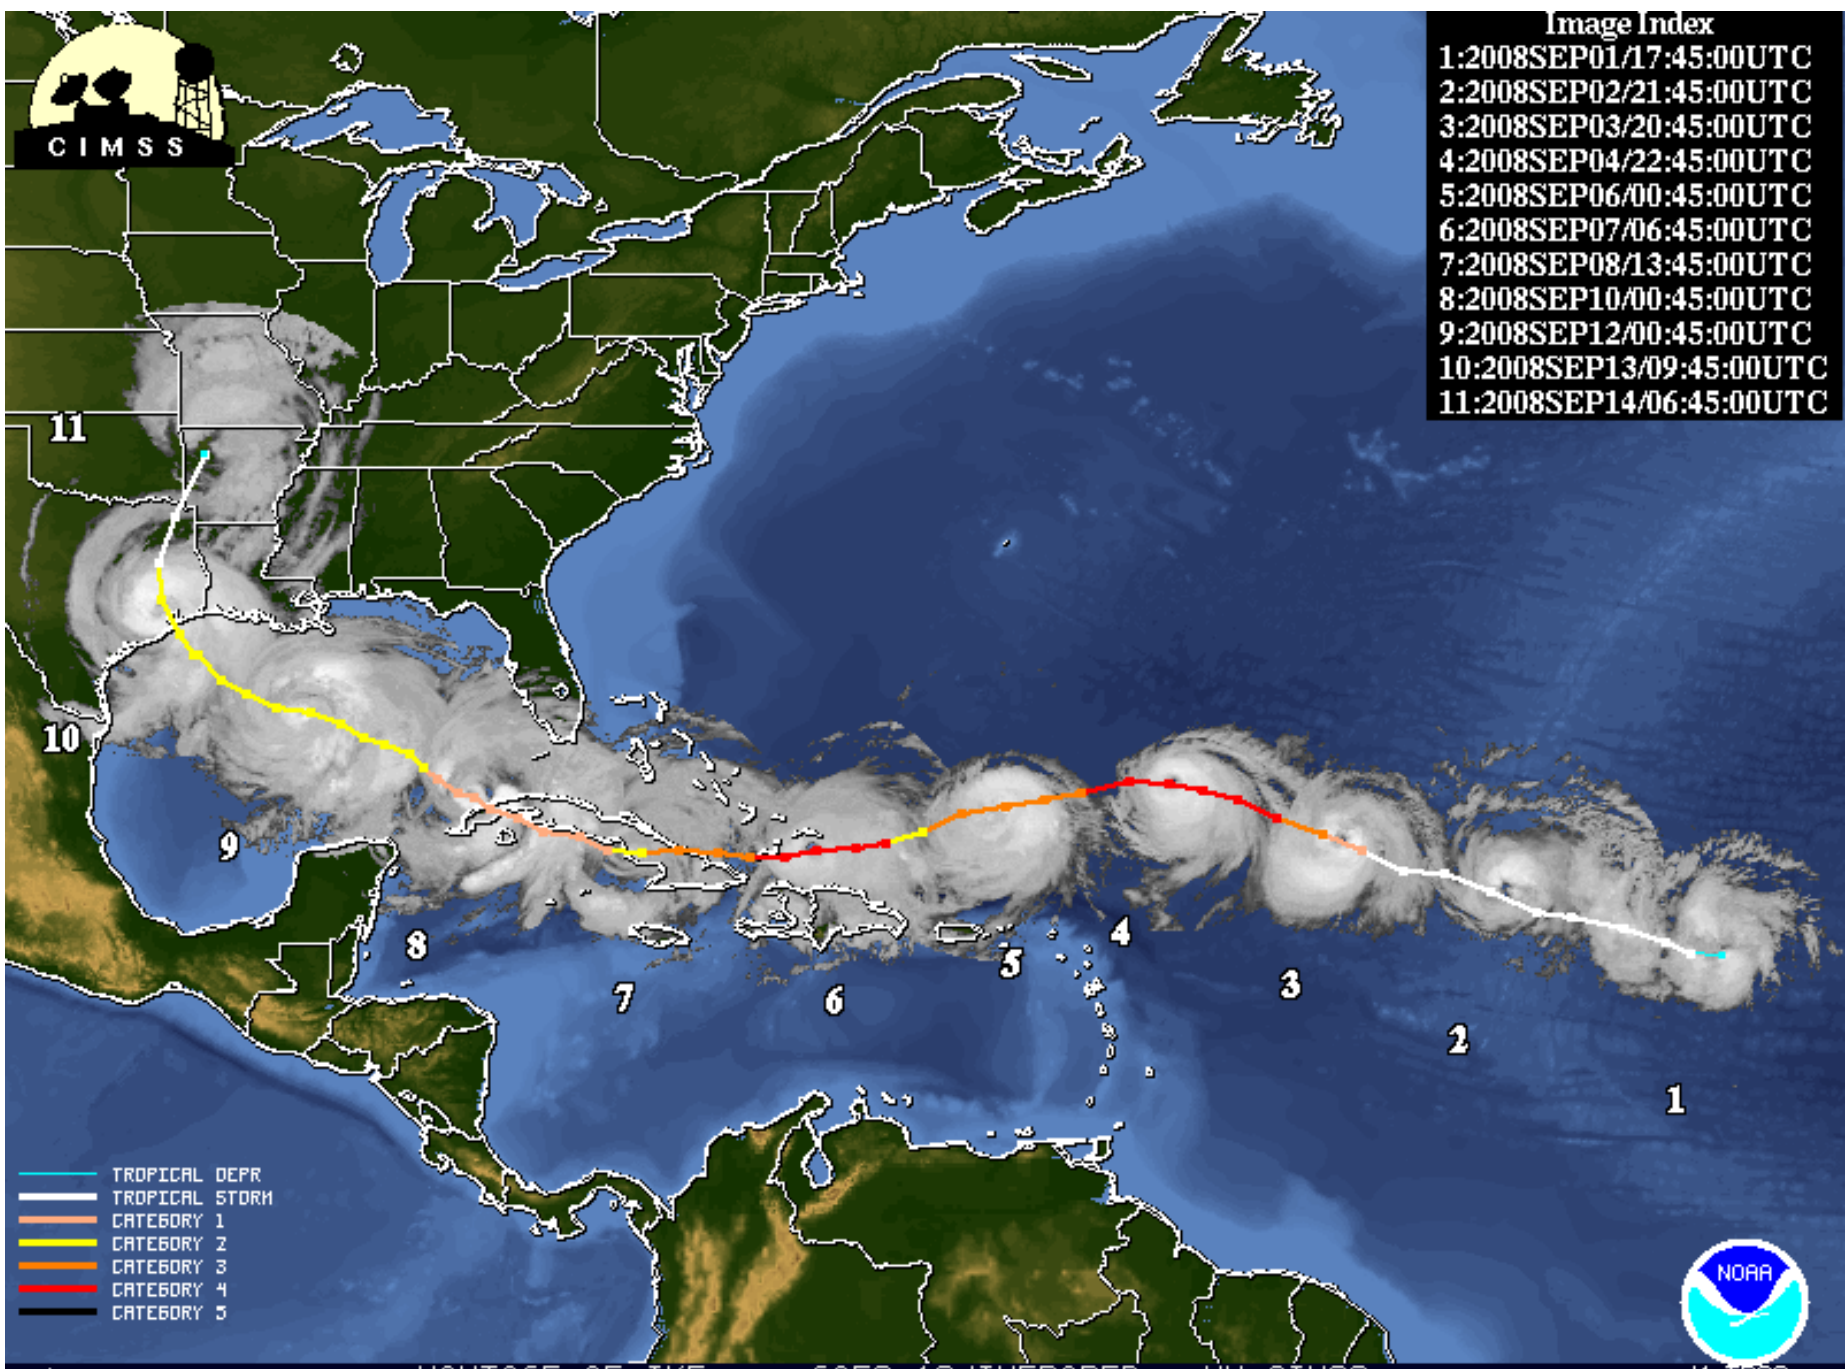 CIMSS
Image Index
1:2008SEP01/17:45:00UTC
2:2008SEP02/21:45:00UTC
3:2008SEP03/20:45:00UTC
4:2008SEP04/22:45:00UTC
5:2008SEP06/00:45:00UTC
6:2008SEP07/06:45:00UTC
7:2008SEP08/13:45:00UTC
8:2008SEP10/00:45:00UTC
9:2008SEP12/00:45:00UTC
10:2008SEP13/09:45:00UTC
11:2008SEP14/06:45:00UTC
11
10
9
8
7
6
5
4
3
2
1
TROPICAL DEPR
TROPICAL STORM
CATEGORY 1
CATEGORY 2
CATEGORY 3
CATEGORY 4
CATEGORY 5
NOAA